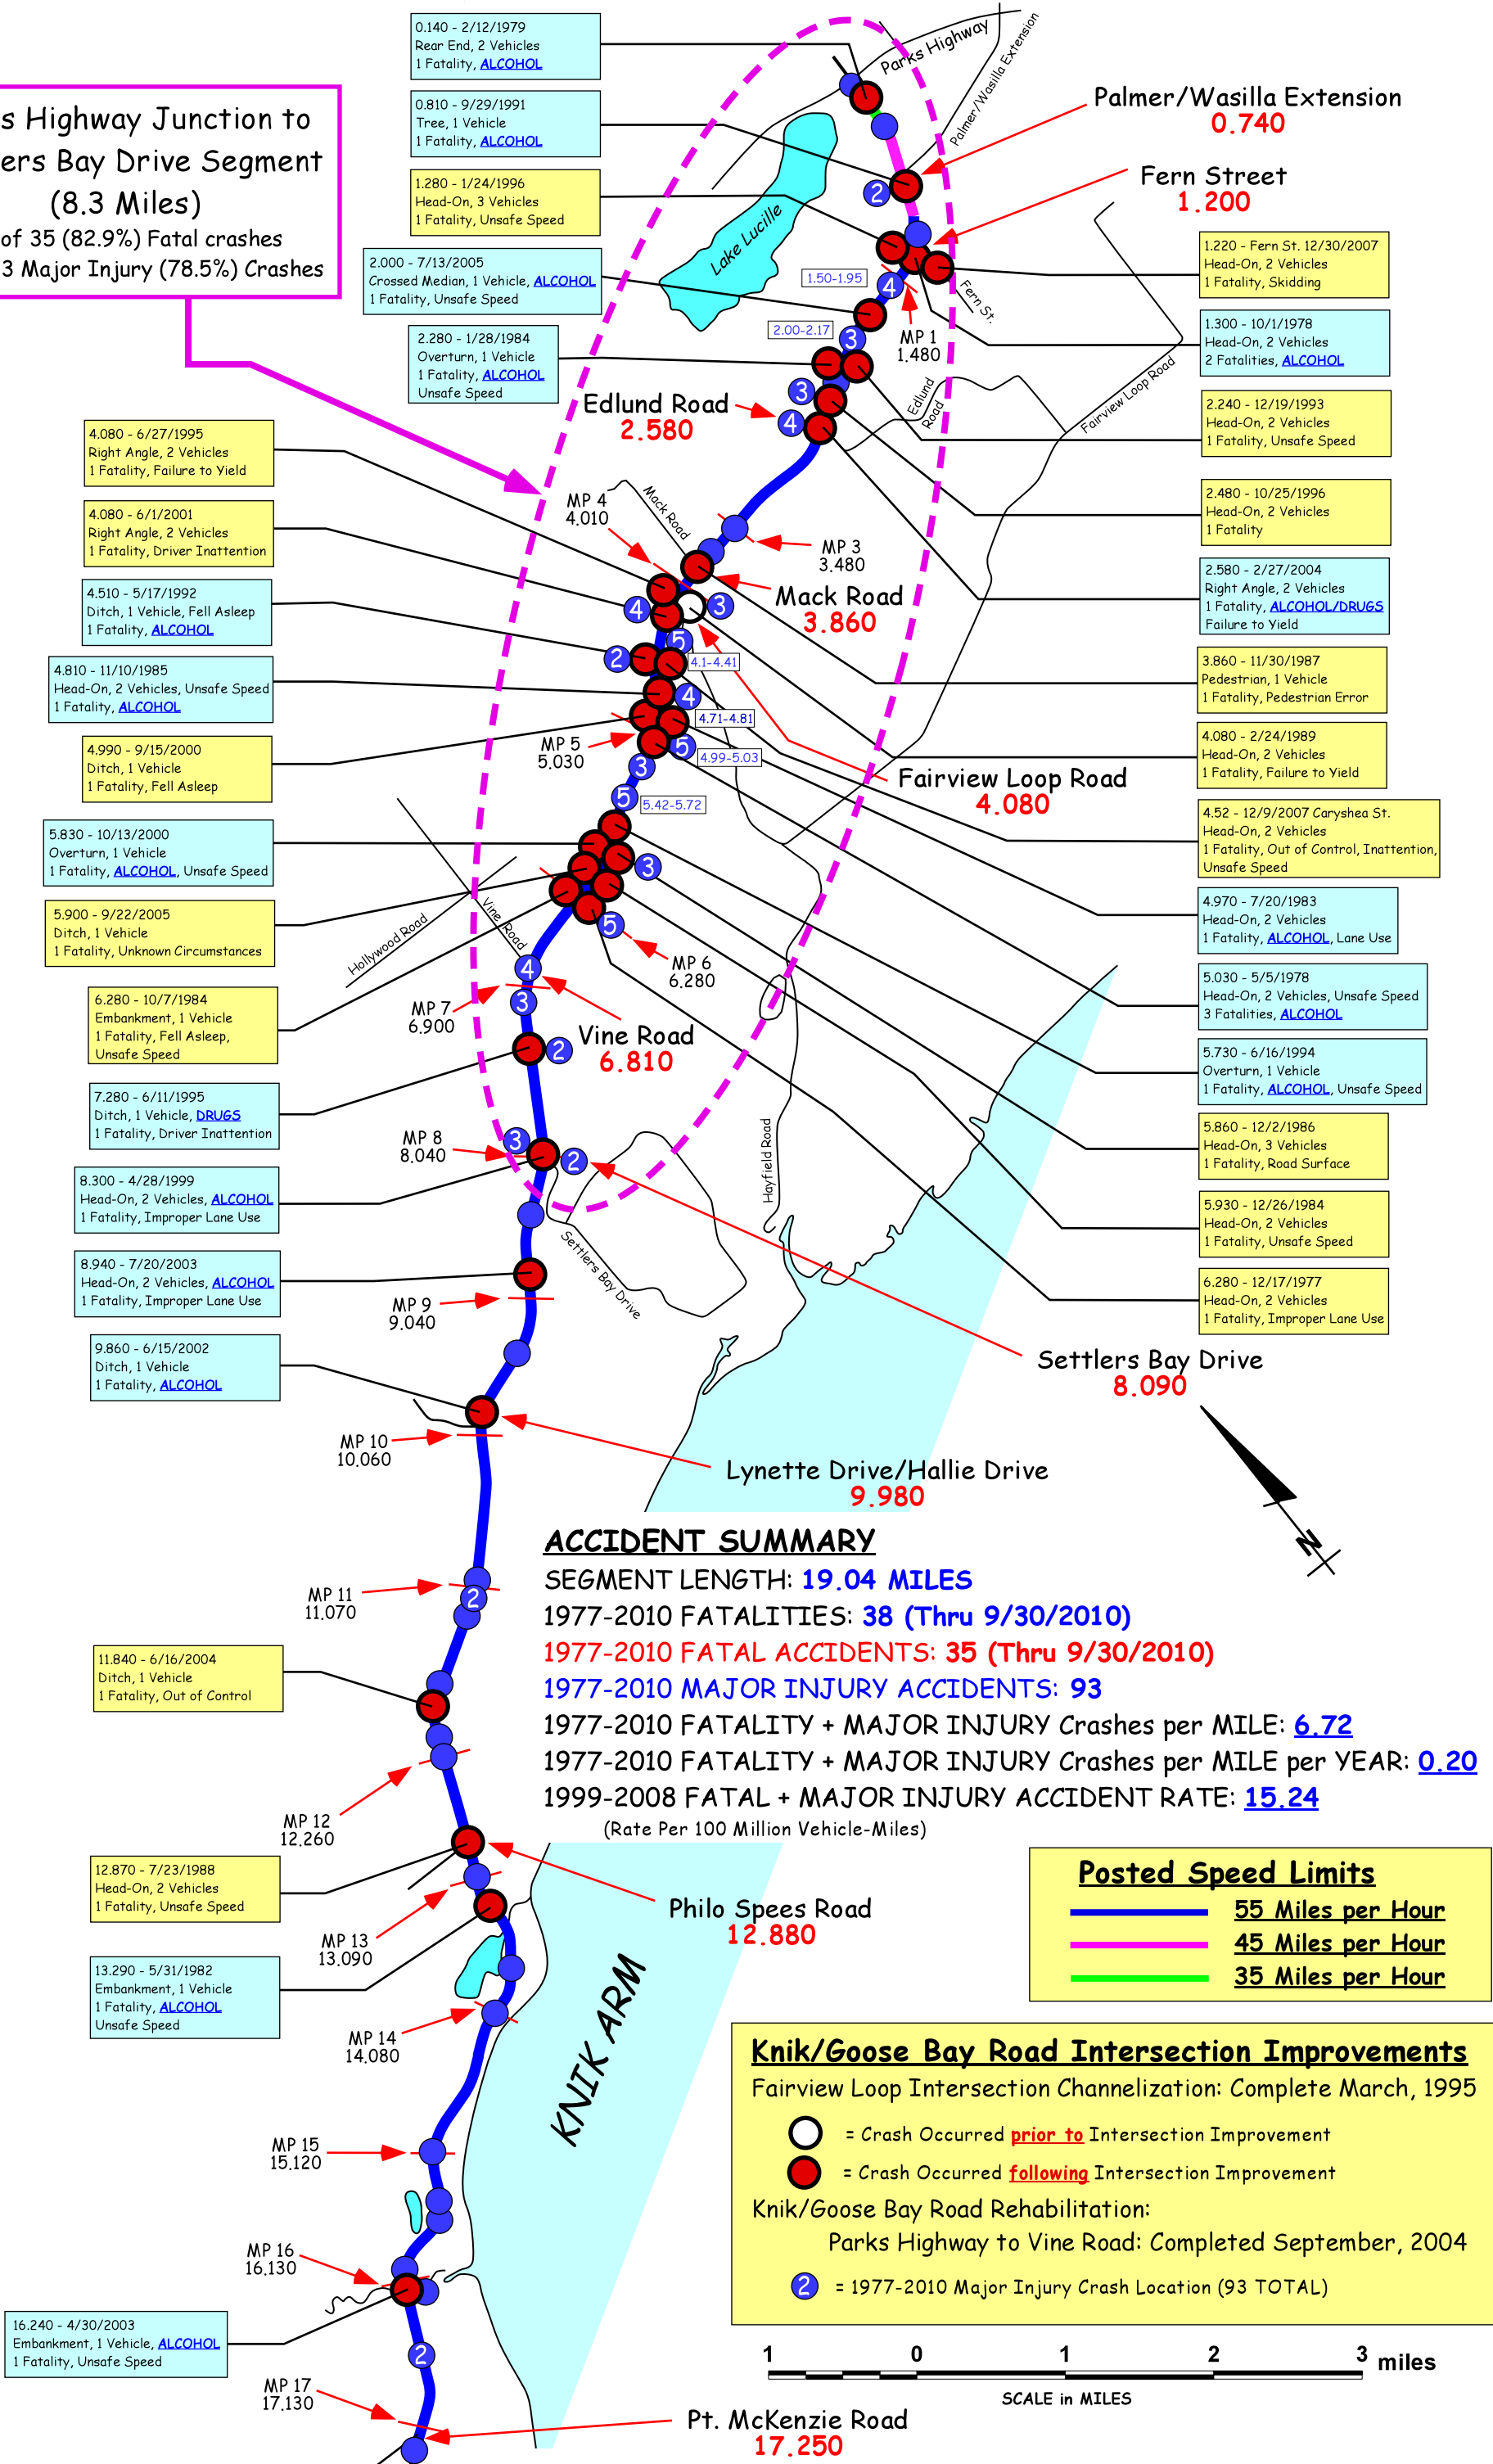 s Highway Junction to
ers Bay Drive Segment
(8.3 Miles)
of 35 (82.9%) Fatal crashes
3 Major Injury (78.5%) Crashes
0.140 - 2/12/1979
Rear End, 2 Vehicles
1 Fatality, ALCOHOL
0.810 - 9/29/1991
Tree, 1 Vehicle
1 Fatality, ALCOHOL
1.280 - 1/24/1996
Head-On, 3 Vehicles
1 Fatality, Unsafe Speed
2.000 - 7/13/2005
Crossed Median, 1 Vehicle, ALCOHOL
1 Fatality, Unsafe Speed
2.280 - 1/28/1984
Overturn, 1 Vehicle
1 Fatality, ALCOHOL
Unsafe Speed
Parks Highway
Palmer/Wasilla Extension
Palmer/Wasilla Extension
0.740
Fern Street
1.200
Lake Lucille
2
4
3
3
4
1.50-1.95
2.00-2.17
Fern St.
MP 1
1.480
Edlund Road
2.580
Edlund
Road
Fairview Loop Road
1.220 - Fern St. 12/30/2007
Head-On, 2 Vehicles
1 Fatality, Skidding
1.300 - 10/1/1978
Head-On, 2 Vehicles
2 Fatalities, ALCOHOL
2.240 - 12/19/1993
Head-On, 2 Vehicles
1 Fatality, Unsafe Speed
2.480 - 10/25/1996
Head-On, 2 Vehicles
1 Fatality
2.580 - 2/27/2004
Right Angle, 2 Vehicles
1 Fatality, ALCOHOL/DRUGS
Failure to Yield
3.860 - 11/30/1987
Pedestrian, 1 Vehicle
1 Fatality, Pedestrian Error
4.080 - 2/24/1989
Head-On, 2 Vehicles
1 Fatality, Failure to Yield
4.52 - 12/9/2007 Caryshea St.
Head-On, 2 Vehicles
1 Fatality, Out of Control, Inattention,
Unsafe Speed
4.970 - 7/20/1983
Head-On, 2 Vehicles
1 Fatality, ALCOHOL, Lane Use
5.030 - 5/5/1978
Head-On, 2 Vehicles, Unsafe Speed
3 Fatalities, ALCOHOL
5.730 - 6/16/1994
Overturn, 1 Vehicle
1 Fatality, ALCOHOL, Unsafe Speed
5.860 - 12/2/1986
Head-On, 3 Vehicles
1 Fatality, Road Surface
5.930 - 12/26/1984
Head-On, 2 Vehicles
1 Fatality, Unsafe Speed
6.280 - 12/17/1977
Head-On, 2 Vehicles
1 Fatality, Improper Lane Use
4.080 - 6/27/1995
Right Angle, 2 Vehicles
1 Fatality, Failure to Yield
4.080 - 6/1/2001
Right Angle, 2 Vehicles
1 Fatality, Driver Inattention
4.510 - 5/17/1992
Ditch, 1 Vehicle, Fell Asleep
1 Fatality, ALCOHOL
4.810 - 11/10/1985
Head-On, 2 Vehicles, Unsafe Speed
1 Fatality, ALCOHOL
4.990 - 9/15/2000
Ditch, 1 Vehicle
1 Fatality, Fell Asleep
5.830 - 10/13/2000
Overturn, 1 Vehicle
1 Fatality, ALCOHOL, Unsafe Speed
5.900 - 9/22/2005
Ditch, 1 Vehicle
1 Fatality, Unknown Circumstances
6.280 - 10/7/1984
Embankment, 1 Vehicle
1 Fatality, Fell Asleep,
Unsafe Speed
7.280 - 6/11/1995
Ditch, 1 Vehicle, DRUGS
1 Fatality, Driver Inattention
8.300 - 4/28/1999
Head-On, 2 Vehicles, ALCOHOL
1 Fatality, Improper Lane Use
8.940 - 7/20/2003
Head-On, 2 Vehicles, ALCOHOL
1 Fatality, Improper Lane Use
9.860 - 6/15/2002
Ditch, 1 Vehicle
1 Fatality, ALCOHOL
MP 4
4.010
Mack Road
MP 3
3.480
Mack Road
3.860
4
3
5
2
4.1-4.41
4
4.71-4.81
MP 5
5.030
5
4.99-5.03
3
5
5.42-5.72
Fairview Loop Road
4.080
3
5
Hollywood Road
Vine Road
4
MP 6
6.280
MP 7
6.900
3
Vine Road
6.810
2
MP 8
8.040
3
2
Hayfield Road
Settlers Bay Drive
MP 9
9.040
Settlers Bay Drive
8.090
MP 10
10.060
Lynette Drive/Hallie Drive
9.980
N
ACCIDENT SUMMARY
SEGMENT LENGTH: 19.04 MILES
1977-2010 FATALITIES: 38 (Thru 9/30/2010)
1977-2010 FATAL ACCIDENTS: 35 (Thru 9/30/2010)
1977-2010 MAJOR INJURY ACCIDENTS: 93
1977-2010 FATALITY + MAJOR INJURY Crashes per MILE: 6.72
1977-2010 FATALITY + MAJOR INJURY Crashes per MILE per YEAR: 0.20
1999-2008 FATAL + MAJOR INJURY ACCIDENT RATE: 15.24
(Rate Per 100 Million Vehicle-Miles)
MP 11
11.070
2
11.840 - 6/16/2004
Ditch, 1 Vehicle
1 Fatality, Out of Control
MP 12
12.260
12.870 - 7/23/1988
Head-On, 2 Vehicles
1 Fatality, Unsafe Speed
Philo Spees Road
12.880
MP 13
13.090
13.290 - 5/31/1982
Embankment, 1 Vehicle
1 Fatality, ALCOHOL
Unsafe Speed
MP 14
14.080
KNIK ARM
MP 15
15.120
MP 16
16.130
16.240 - 4/30/2003
Embankment, 1 Vehicle, ALCOHOL
1 Fatality, Unsafe Speed
2
MP 17
17.130
Pt. McKenzie Road
17.250
Posted Speed Limits
55 Miles per Hour
45 Miles per Hour
35 Miles per Hour
Knik/Goose Bay Road Intersection Improvements
Fairview Loop Intersection Channelization: Complete March, 1995
= Crash Occurred prior to Intersection Improvement
= Crash Occurred following Intersection Improvement
Knik/Goose Bay Road Rehabilitation:
Parks Highway to Vine Road: Completed September, 2004
2 = 1977-2010 Major Injury Crash Location (93 TOTAL)
1 0 1 2 3 miles
SCALE in MILES